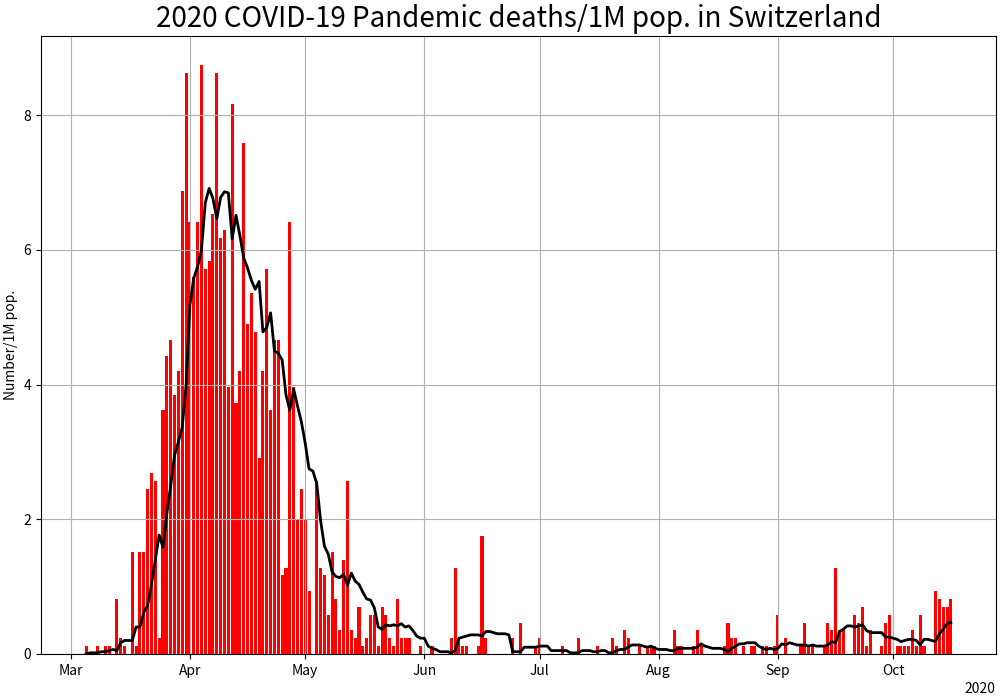 2020 COVID-19 Pandemic deaths/1M pop. in Switzerland
Number/1M pop.
8
6
4
2
0
Mar Apr May Jun Jul Aug Sep Oct
2020